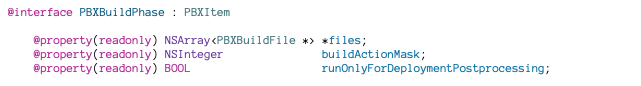 @interface PBXBuildPhase : PBXItem
@property(readonly) NSArray<PBXBuildFile *> *files;
@property(readonly) NSInteger buildActionMask;
@property(readonly) BOOL runOnlyForDeploymentPostprocessing;